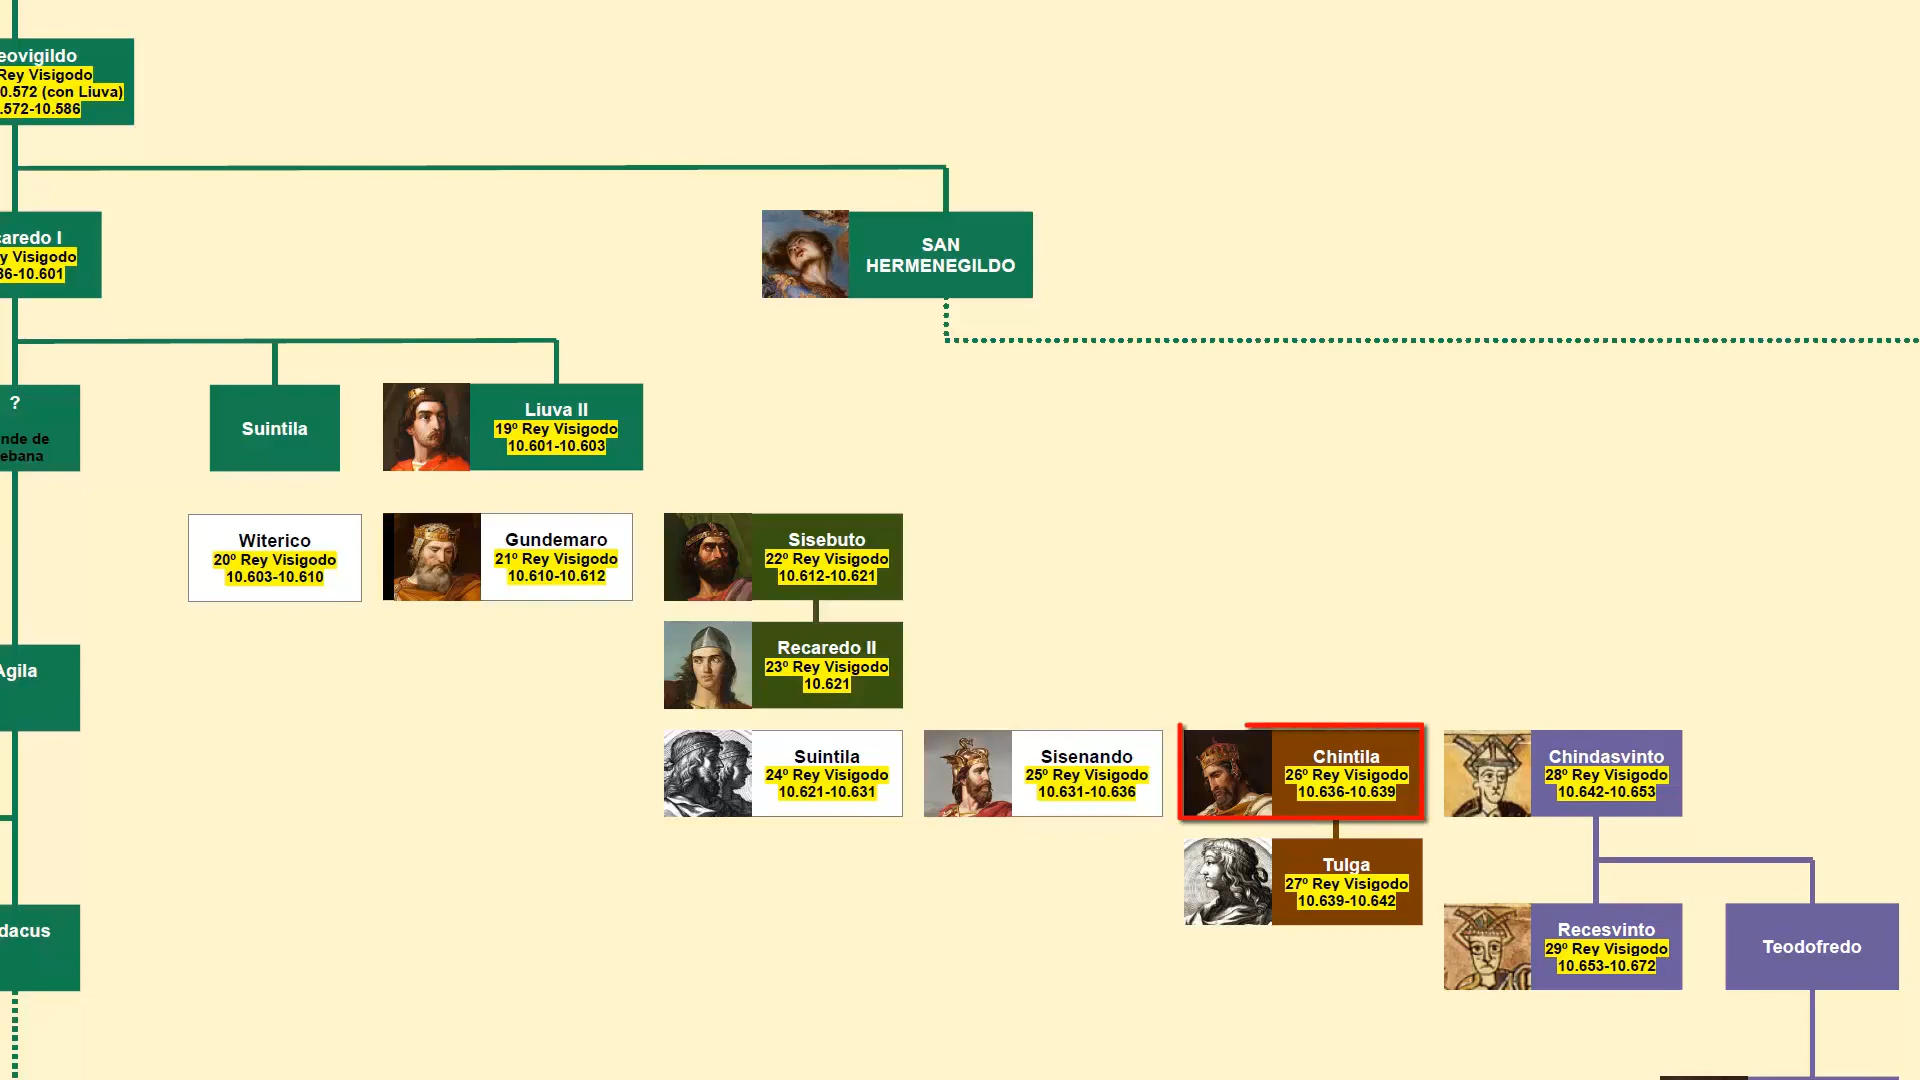 eovigildo
Rey Visigodo
0.572 (con Liuva)
.572-10.586
caredo I
y Visigodo
36-10.601
SAN
HERMENEGILDO
?
nde de
ebana
Suintila
Liuva II
19º Rey Visigodo
10.601-10.603
Witerico
20º Rey Visigodo
10.603-10.610
Gundemaro
21º Rey Visigodo
10.610-10.612
Sisebuto
22º Rey Visigodo
10.612-10.621
Recaredo II
23º Rey Visigodo
10.621
Agila
Suintila
24º Rey Visigodo
10.621-10.631
Sisenando
25º Rey Visigodo
10.631-10.636
Chintila
26º Rey Visigodo
10.636-10.639
Chindasvinto
28º Rey Visigodo
10.642-10.653
Tulga
27º Rey Visigodo
10.639-10.642
dacus
Recesvinto
29º Rey Visigodo
10.653-10.672
Teodofredo